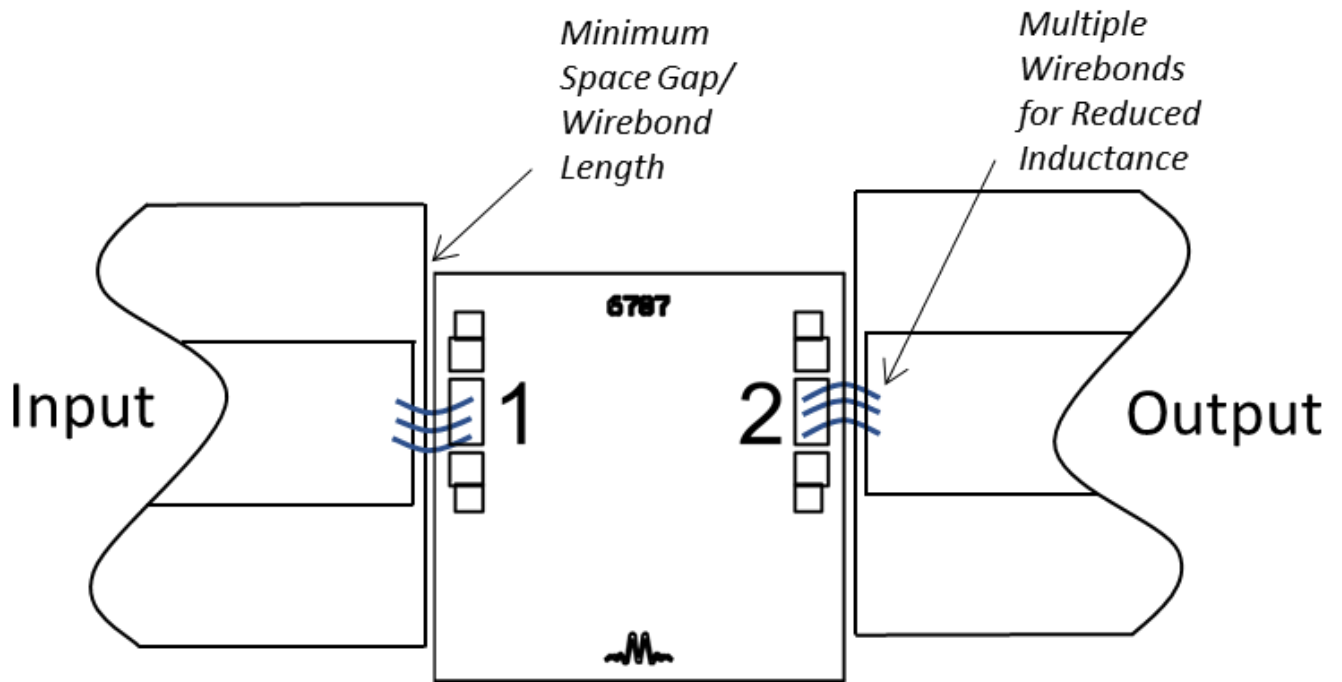 Minimum
Space Gap/
Wirebond
Length
Multiple
Wirebonds
for Reduced
Inductance
6787
Input
1
2
Output